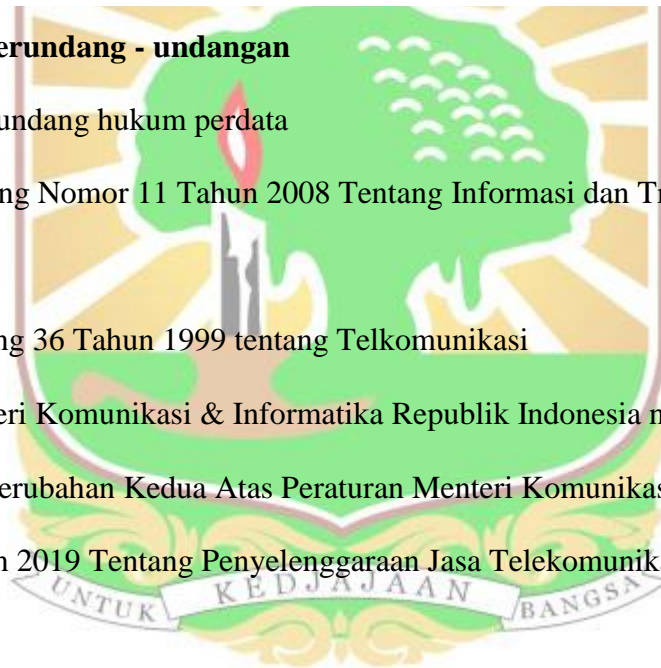 erundang - undangan
undang hukum perdata
ng Nomor 11 Tahun 2008 Tentang Informasi dan Tr
ng 36 Tahun 1999 tentang Telkomunikasi
eri Komunikasi & Informatika Republik Indonesia n
erubahan Kedua Atas Peraturan Menteri Komunikas
n 2019 Tentang Penyelenggaraan Jasa Telekomunika
UNTUK KEDJAJAAN BANGSA